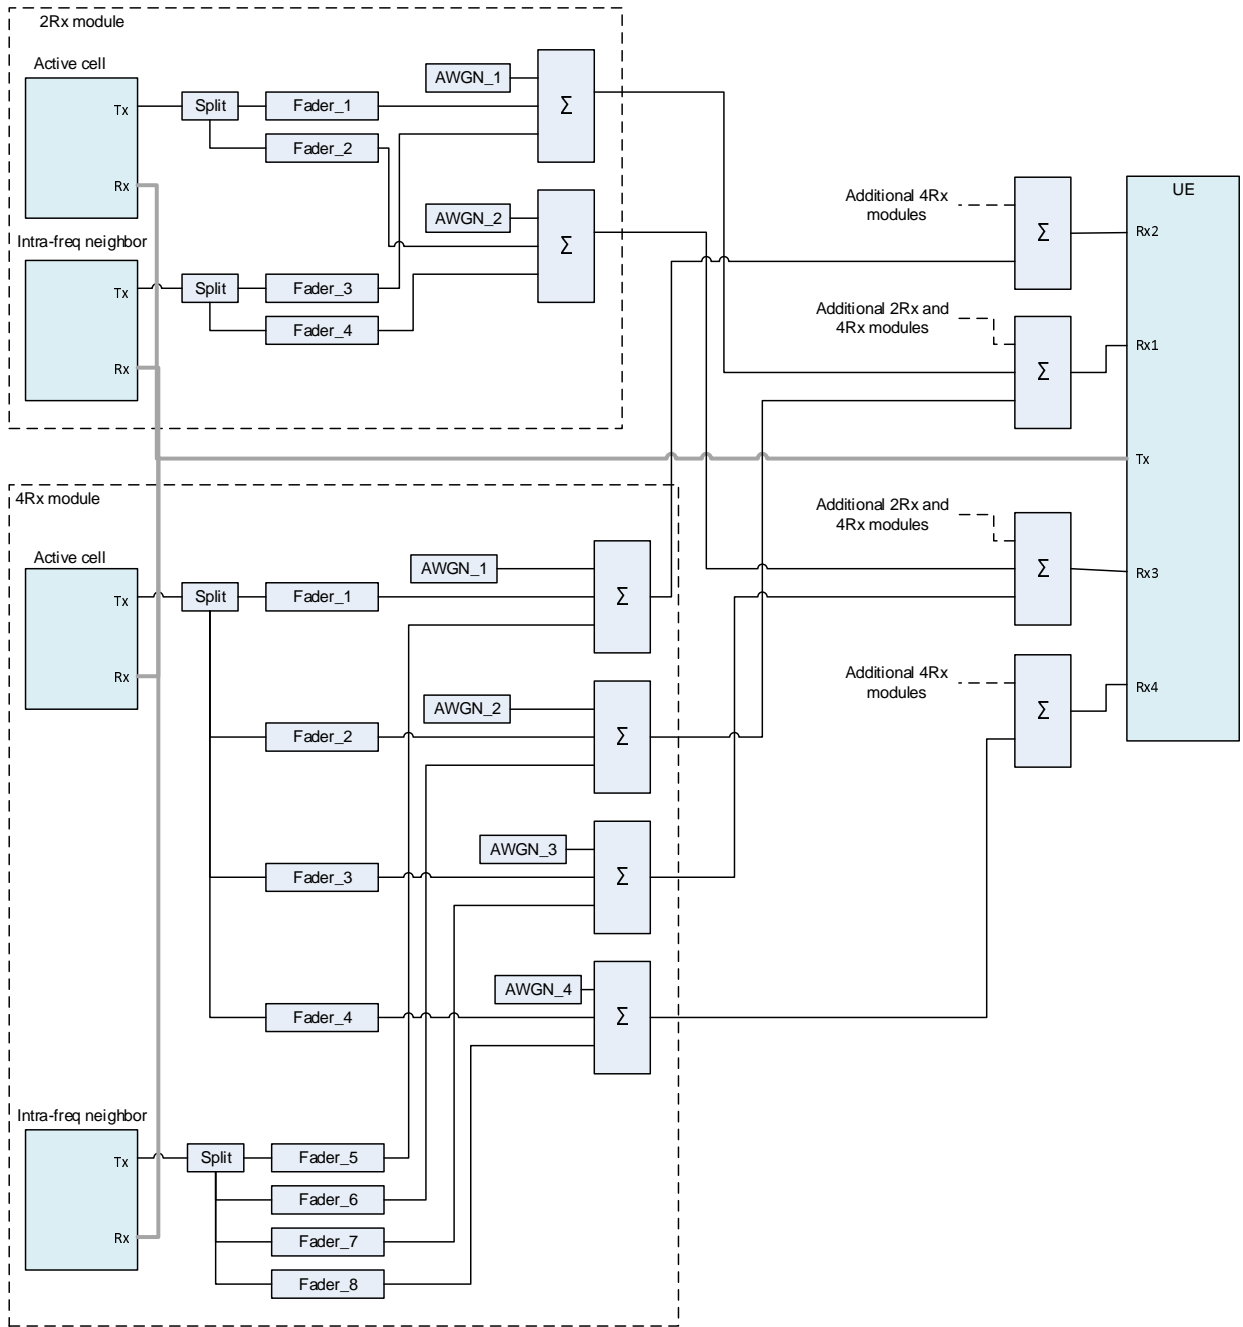 2Rx module
Active cell
Tx
Rx
Split
Fader_1
Fader_2
AWGN_1
Σ
Intra-freq neighbor
Tx
Rx
Split
Fader_3
Fader_4
AWGN_2
Σ
4Rx module
Active cell
Tx
Rx
Split
Fader_1
AWGN_1
Σ
Fader_2
AWGN_2
Σ
Fader_3
AWGN_3
Σ
Fader_4
AWGN_4
Σ
Intra-freq neighbor
Tx
Rx
Split
Fader_5
Fader_6
Fader_7
Fader_8
Additional 4Rx
modules
Σ
Additional 2Rx and
4Rx modules
Σ
Additional 2Rx and
4Rx modules
Σ
Additional 4Rx
modules
Σ
UE
Rx2
Rx1
Tx
Rx3
Rx4